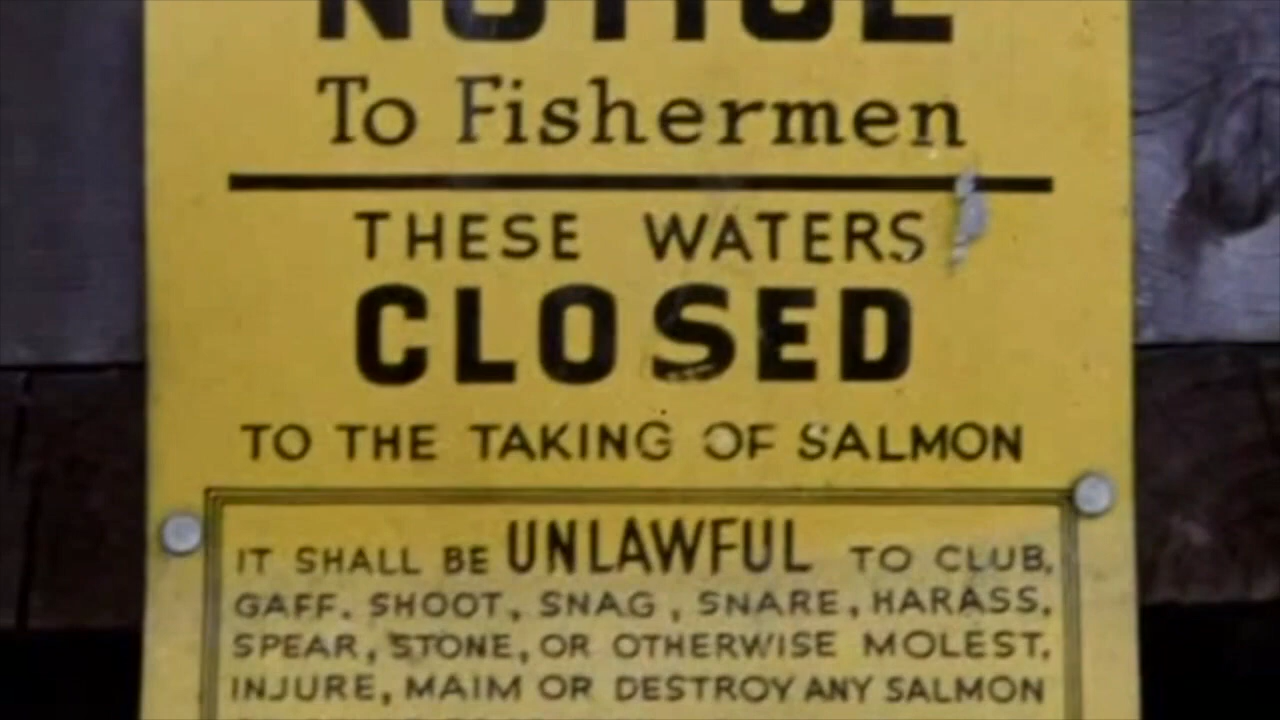 NOTICE
To Fishermen
THESE WATERS
CLOSED
TO THE TAKING OF SALMON
IT SHALL BE UNLAWFUL TO CLUB,
GAFF, SHOOT, SNAG, SNARE, HARASS,
SPEAR, STONE, OR OTHERWISE MOLEST,
INJURE, MAIM OR DESTROY ANY SALMON